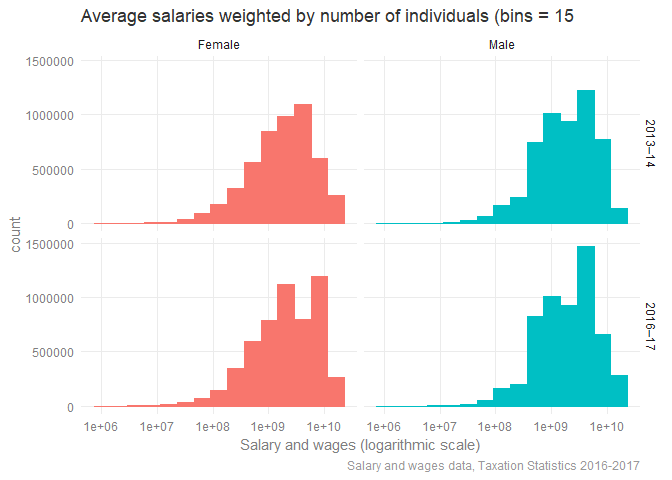 Average salaries weighted by number of individuals (bins = 15
Female
Male
1500000
1000000
500000
0
2013–14
count
1500000
1000000
500000
0
2016–17
1e+06 1e+07 1e+08 1e+09 1e+10
1e+06 1e+07 1e+08 1e+09 1e+10
Salary and wages (logarithmic scale)
Salary and wages data, Taxation Statistics 2016-2017